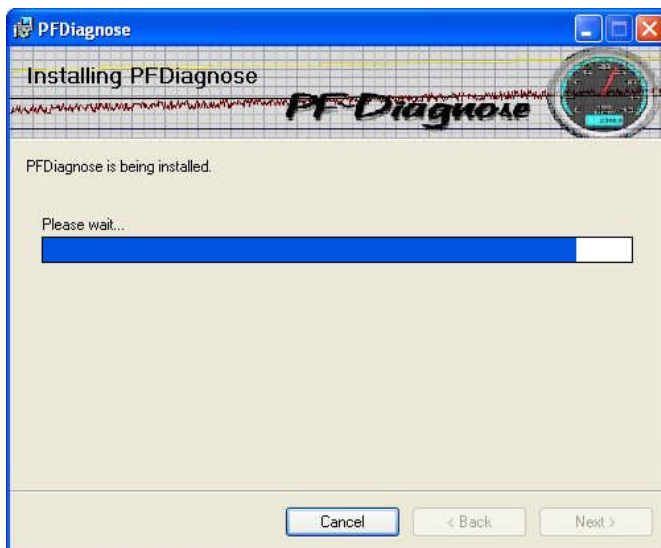 PFDiagnose
Installing PFDiagnose
PF-Diagnose
PFDiagnose is being installed.
Please wait...
Cancel
< Back
Next >